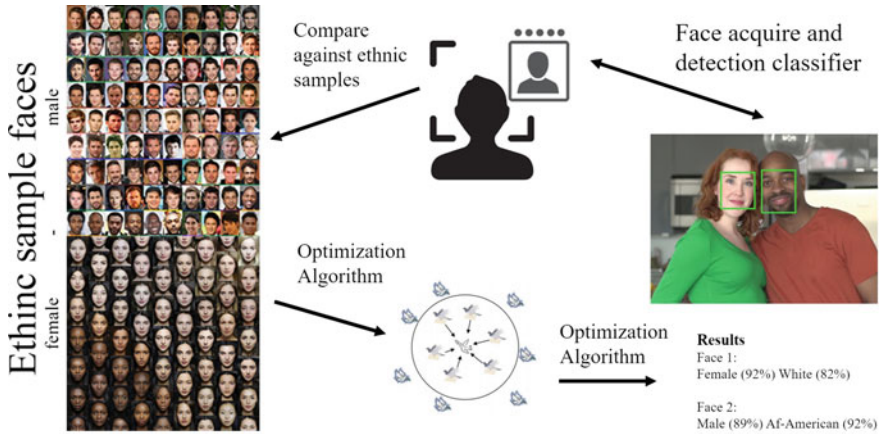 Ethinc sample faces
female - male
Compare
against ethnic
samples
Face acquire and
detection classifier
Optimization
Algorithm
Optimization
Algorithm
Results
Face 1:
Female (92%) White (82%)
Face 2:
Male (89%) Af-American (92%)